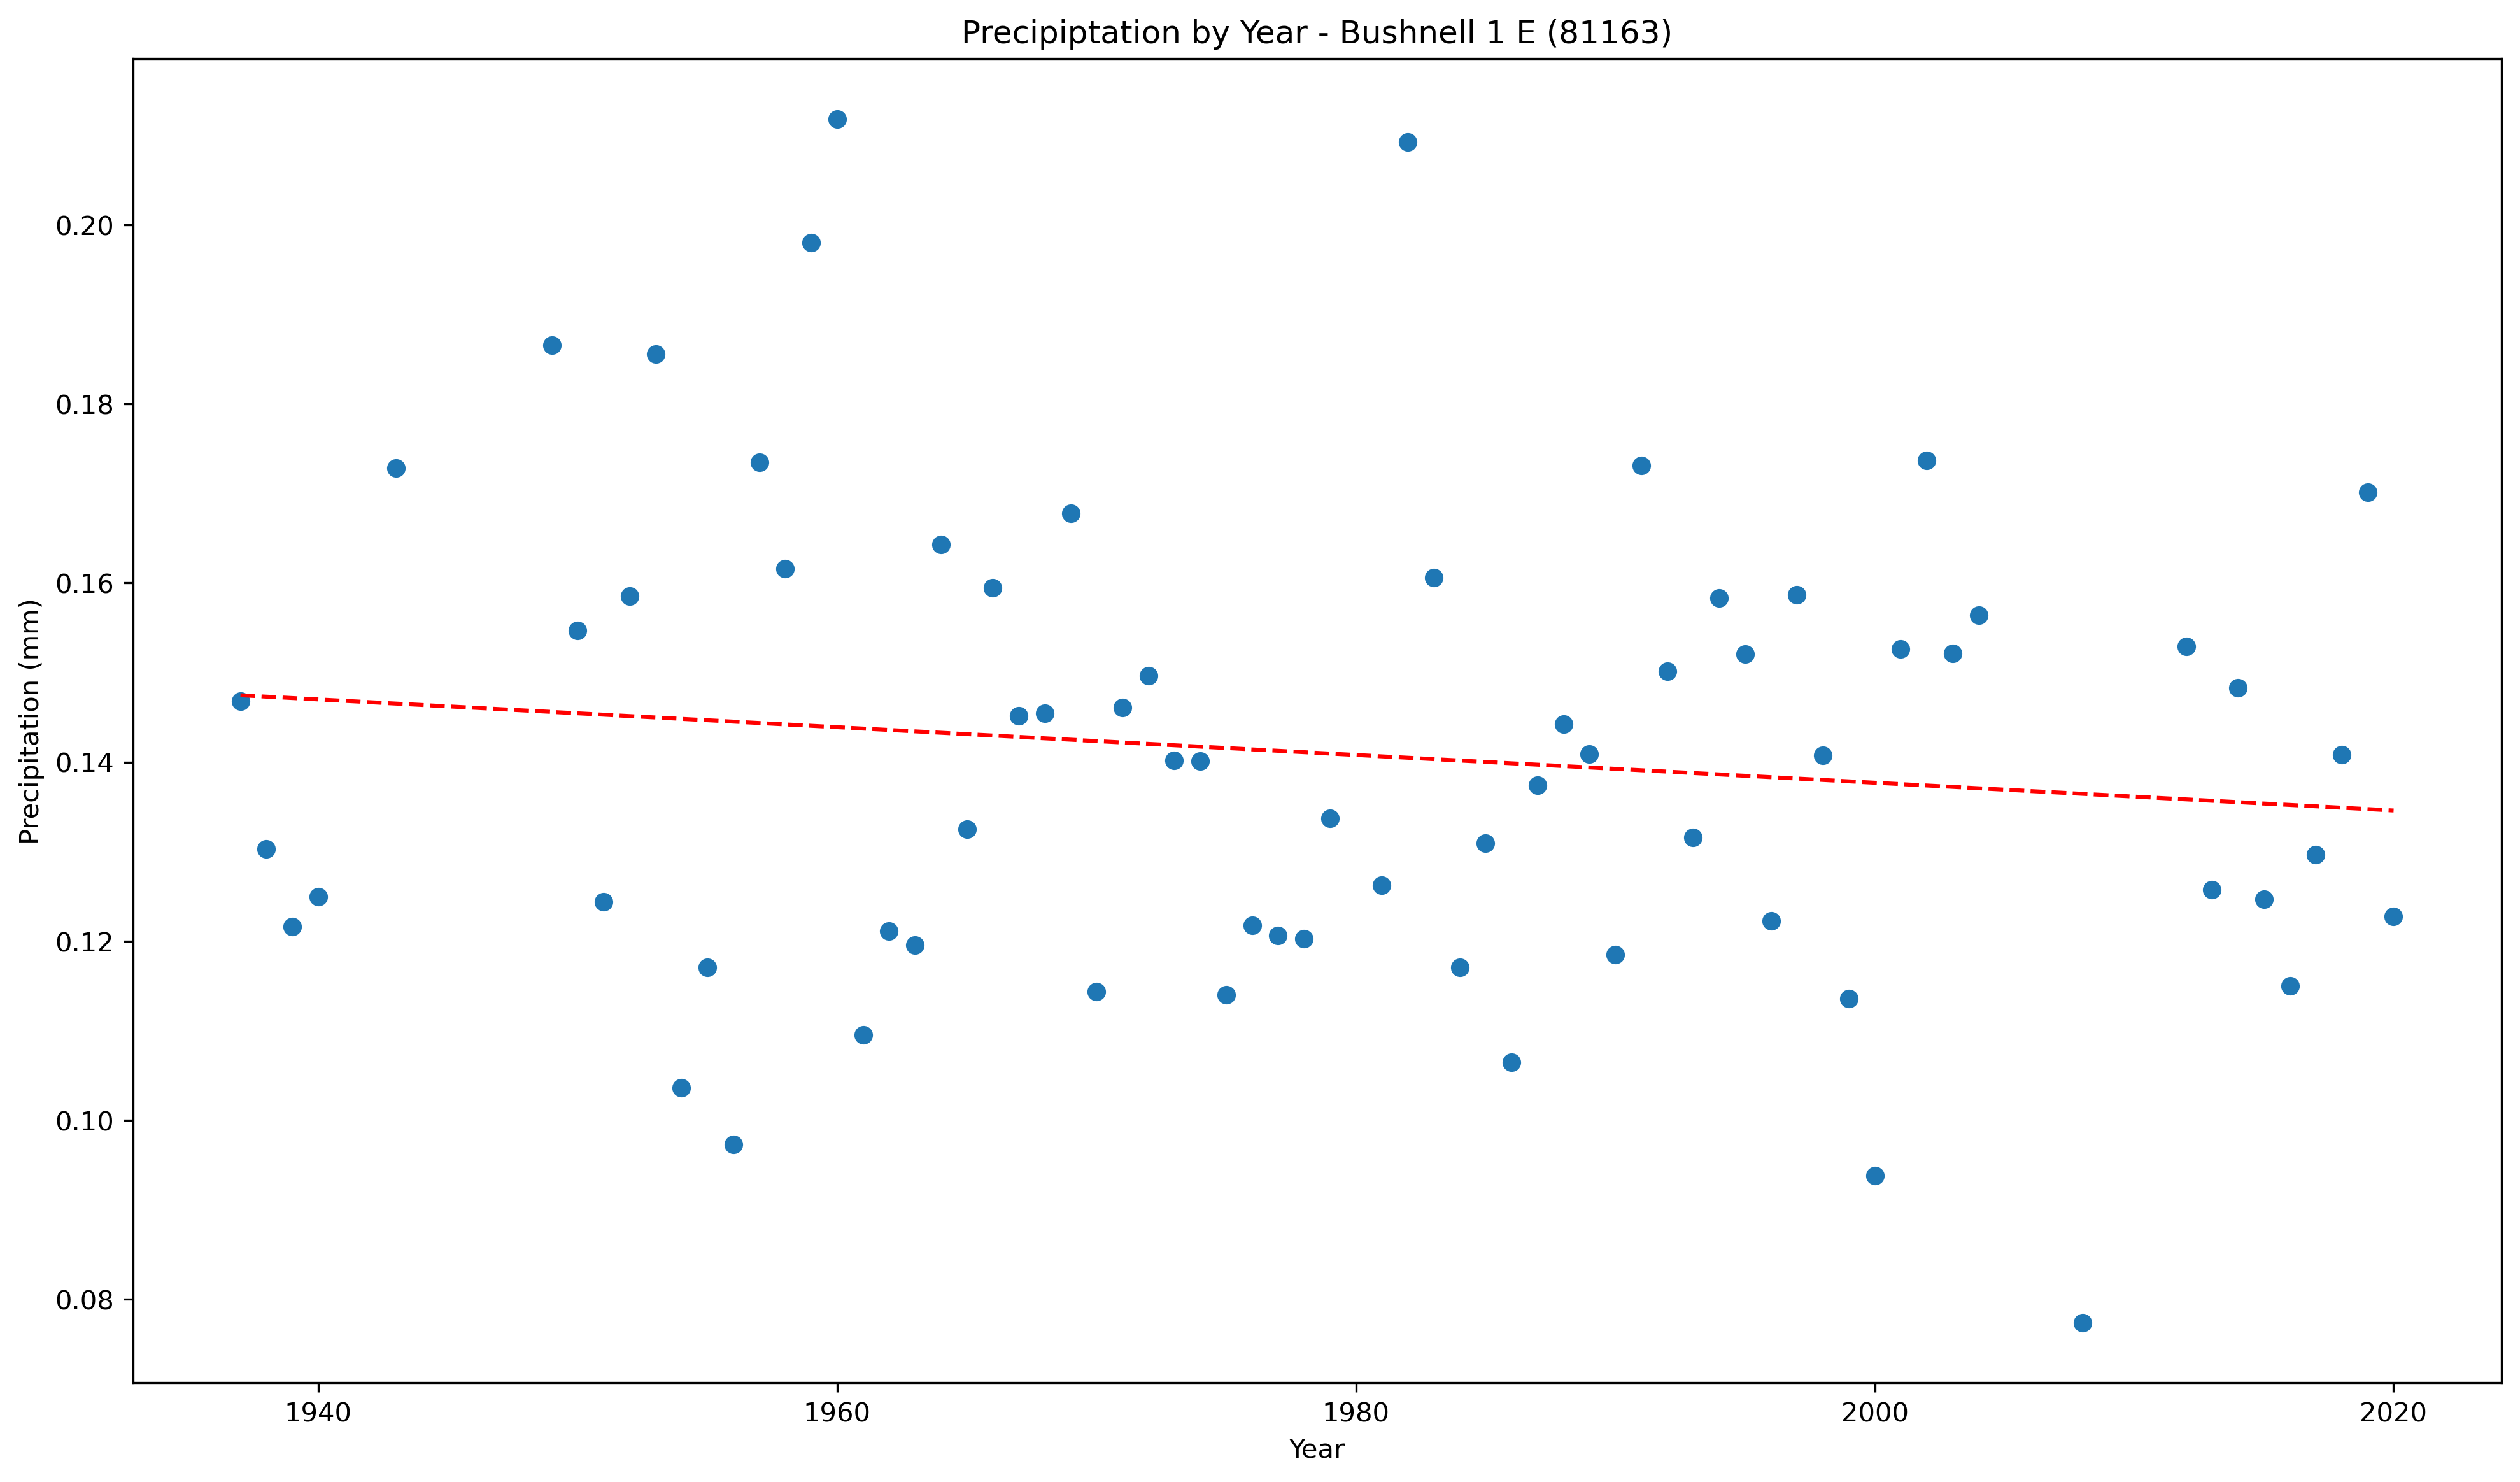 Precipiptation by Year - Bushnell 1 E (81163)
Precipitation (mm)
0.20
0.18
0.16
0.14
0.12
0.10
0.08
1940 1960 1980 2000 2020
Year